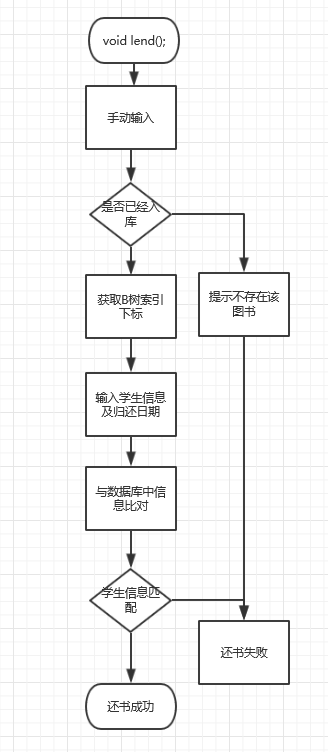 void lend();
手动输入
是否已经入
库
获取B树索引
下标
提示不存在该
图书
输入学生信息
及归还日期
与数据库中信
息比对
学生信息匹
配
还书失败
还书成功